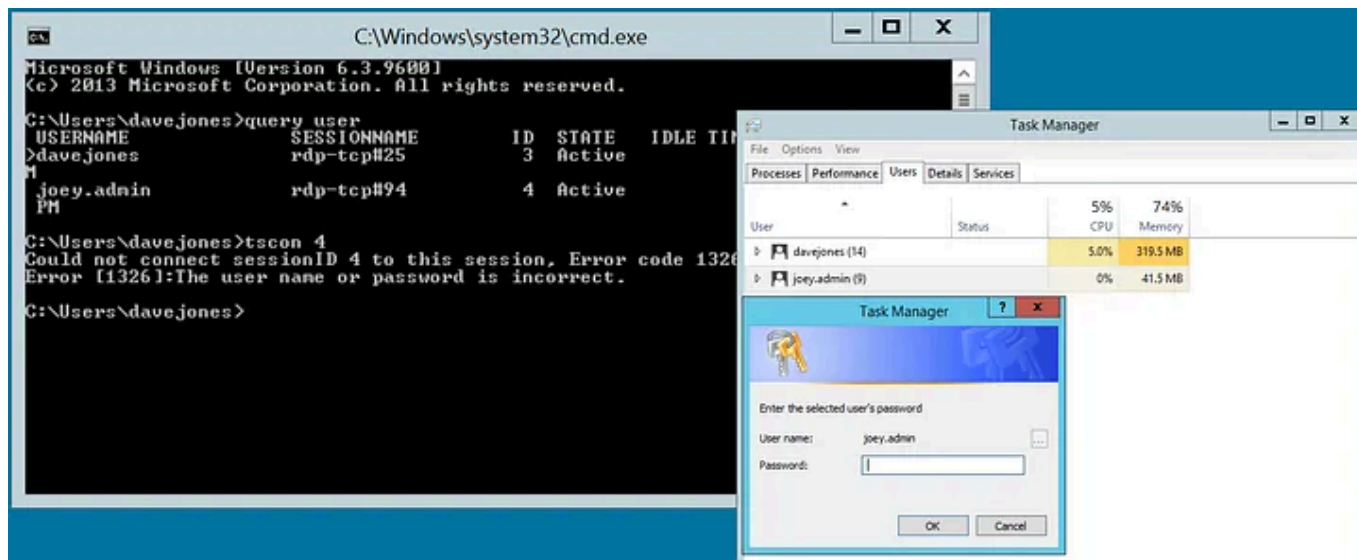 C:\Windows\system32\cmd.exe
Microsoft Windows [Version 6.3.9600]
(c) 2013 Microsoft Corporation. All rights reserved.
C:\Users\davejones>query user
USERNAME SESSIONNAME ID STATE IDLE TIM
>davejones rdp-tcp#25 3 Active
M
joey.admin rdp-tcp#94 4 Active
PM
C:\Users\davejones>tscon 4
Could not connect sessionID 4 to this session, Error code 1326
Error [1326]:The user name or password is incorrect.
C:\Users\davejones>
Task Manager
File Options View
Processes Performance Users Details Services
5% 74%
User Status CPU Memory
davejones (14) 5.0% 319.5 MB
joey.admin (9) 0% 41.5 MB
Task Manager
Enter the selected user's password
User name: joey.admin ...
Password:
OK Cancel